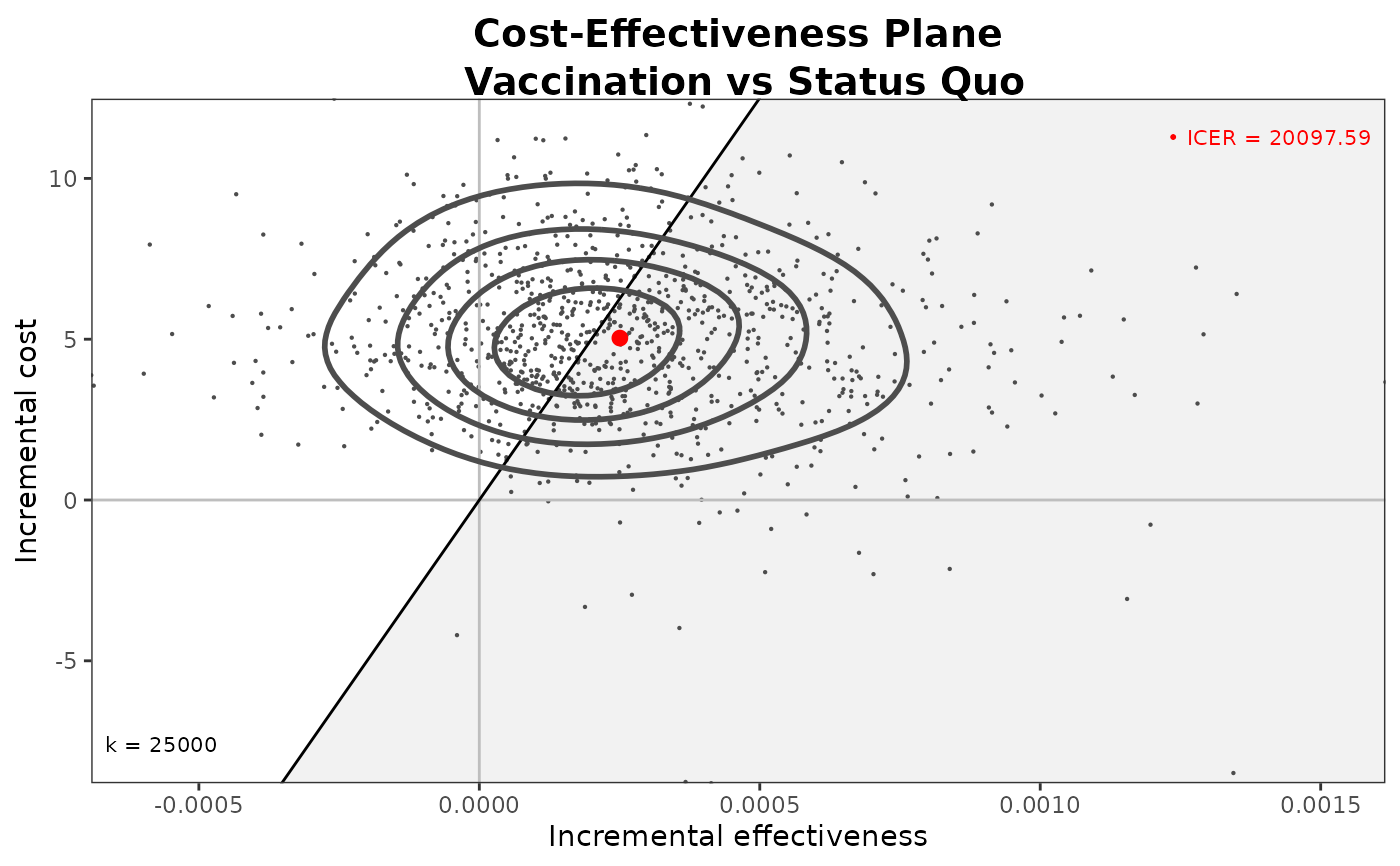 Cost-Effectiveness Plane
Vaccination vs Status Quo
• ICER = 20097.59
10
5
0
-5
Incremental cost
k = 25000
-0.0005
0.0000
0.0005
0.0010
0.0015
Incremental effectiveness